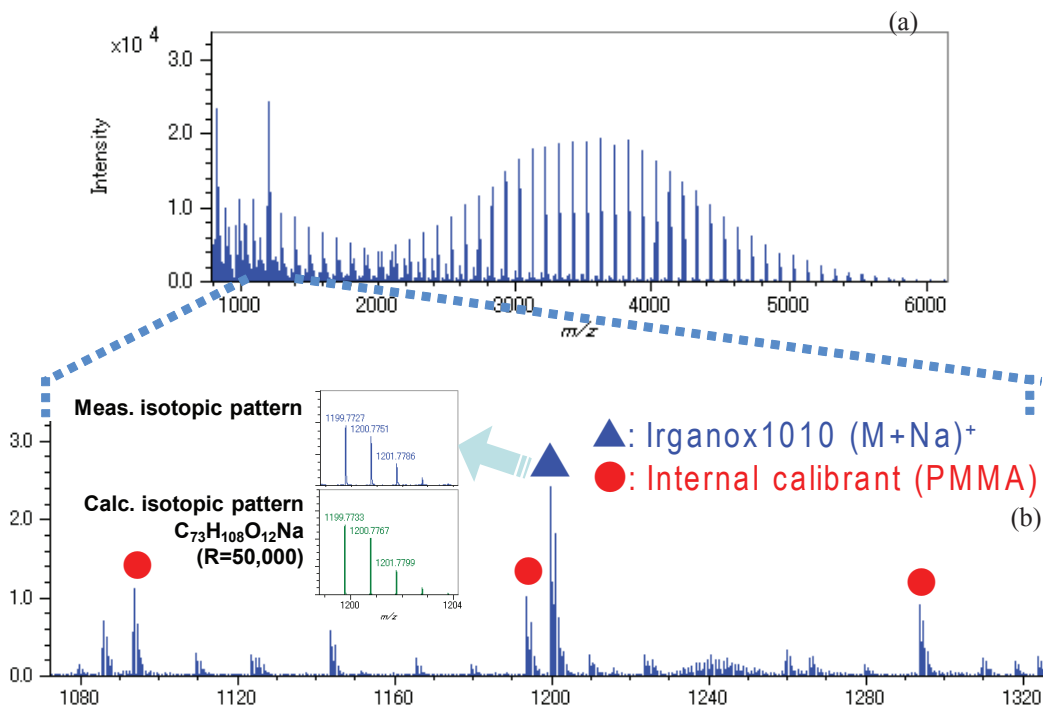 (a)
×10 4
3.0
2.0
1.0
0.0
Intensity
1000 2000 3000 4000 5000 6000
m/z
Meas. isotopic pattern
1199.7727
1200.7751
1201.7786
Calc. isotopic pattern
C73H108O12Na
(R=50,000)
1199.7733
1200.7767
1201.7799
1200 1204
m/z
▲: Irganox1010 (M+Na)+
●: Internal calibrant (PMMA)
(b)
3.0
2.0
1.0
0.0
1080 1120 1160 1200 1240 1280 1320